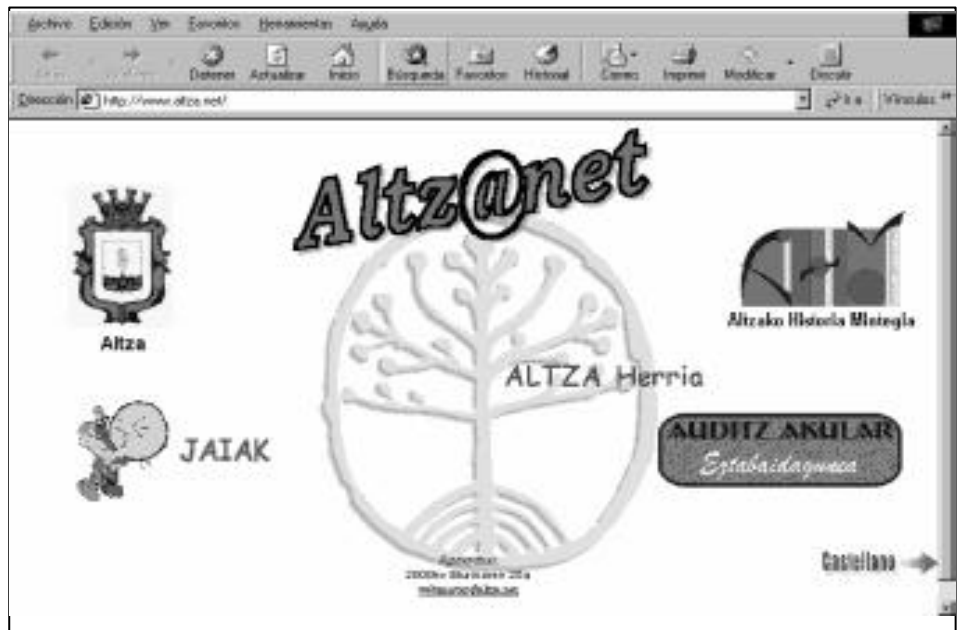 Archivo Edición Ver Favoritos Herramientas Ayuda
Detener Actualizar Inicio Búsqueda Favoritos Historial Correo Imprimir Modificar Discutir
Dirección http://www.altza.net/ Ir a Vínculos
Altz@net
Altza
Altzako Historia Mintegia
ALTZA Herria
JAIAK
AUDITZ AKULAR
Eztabaidagunea
Castellano